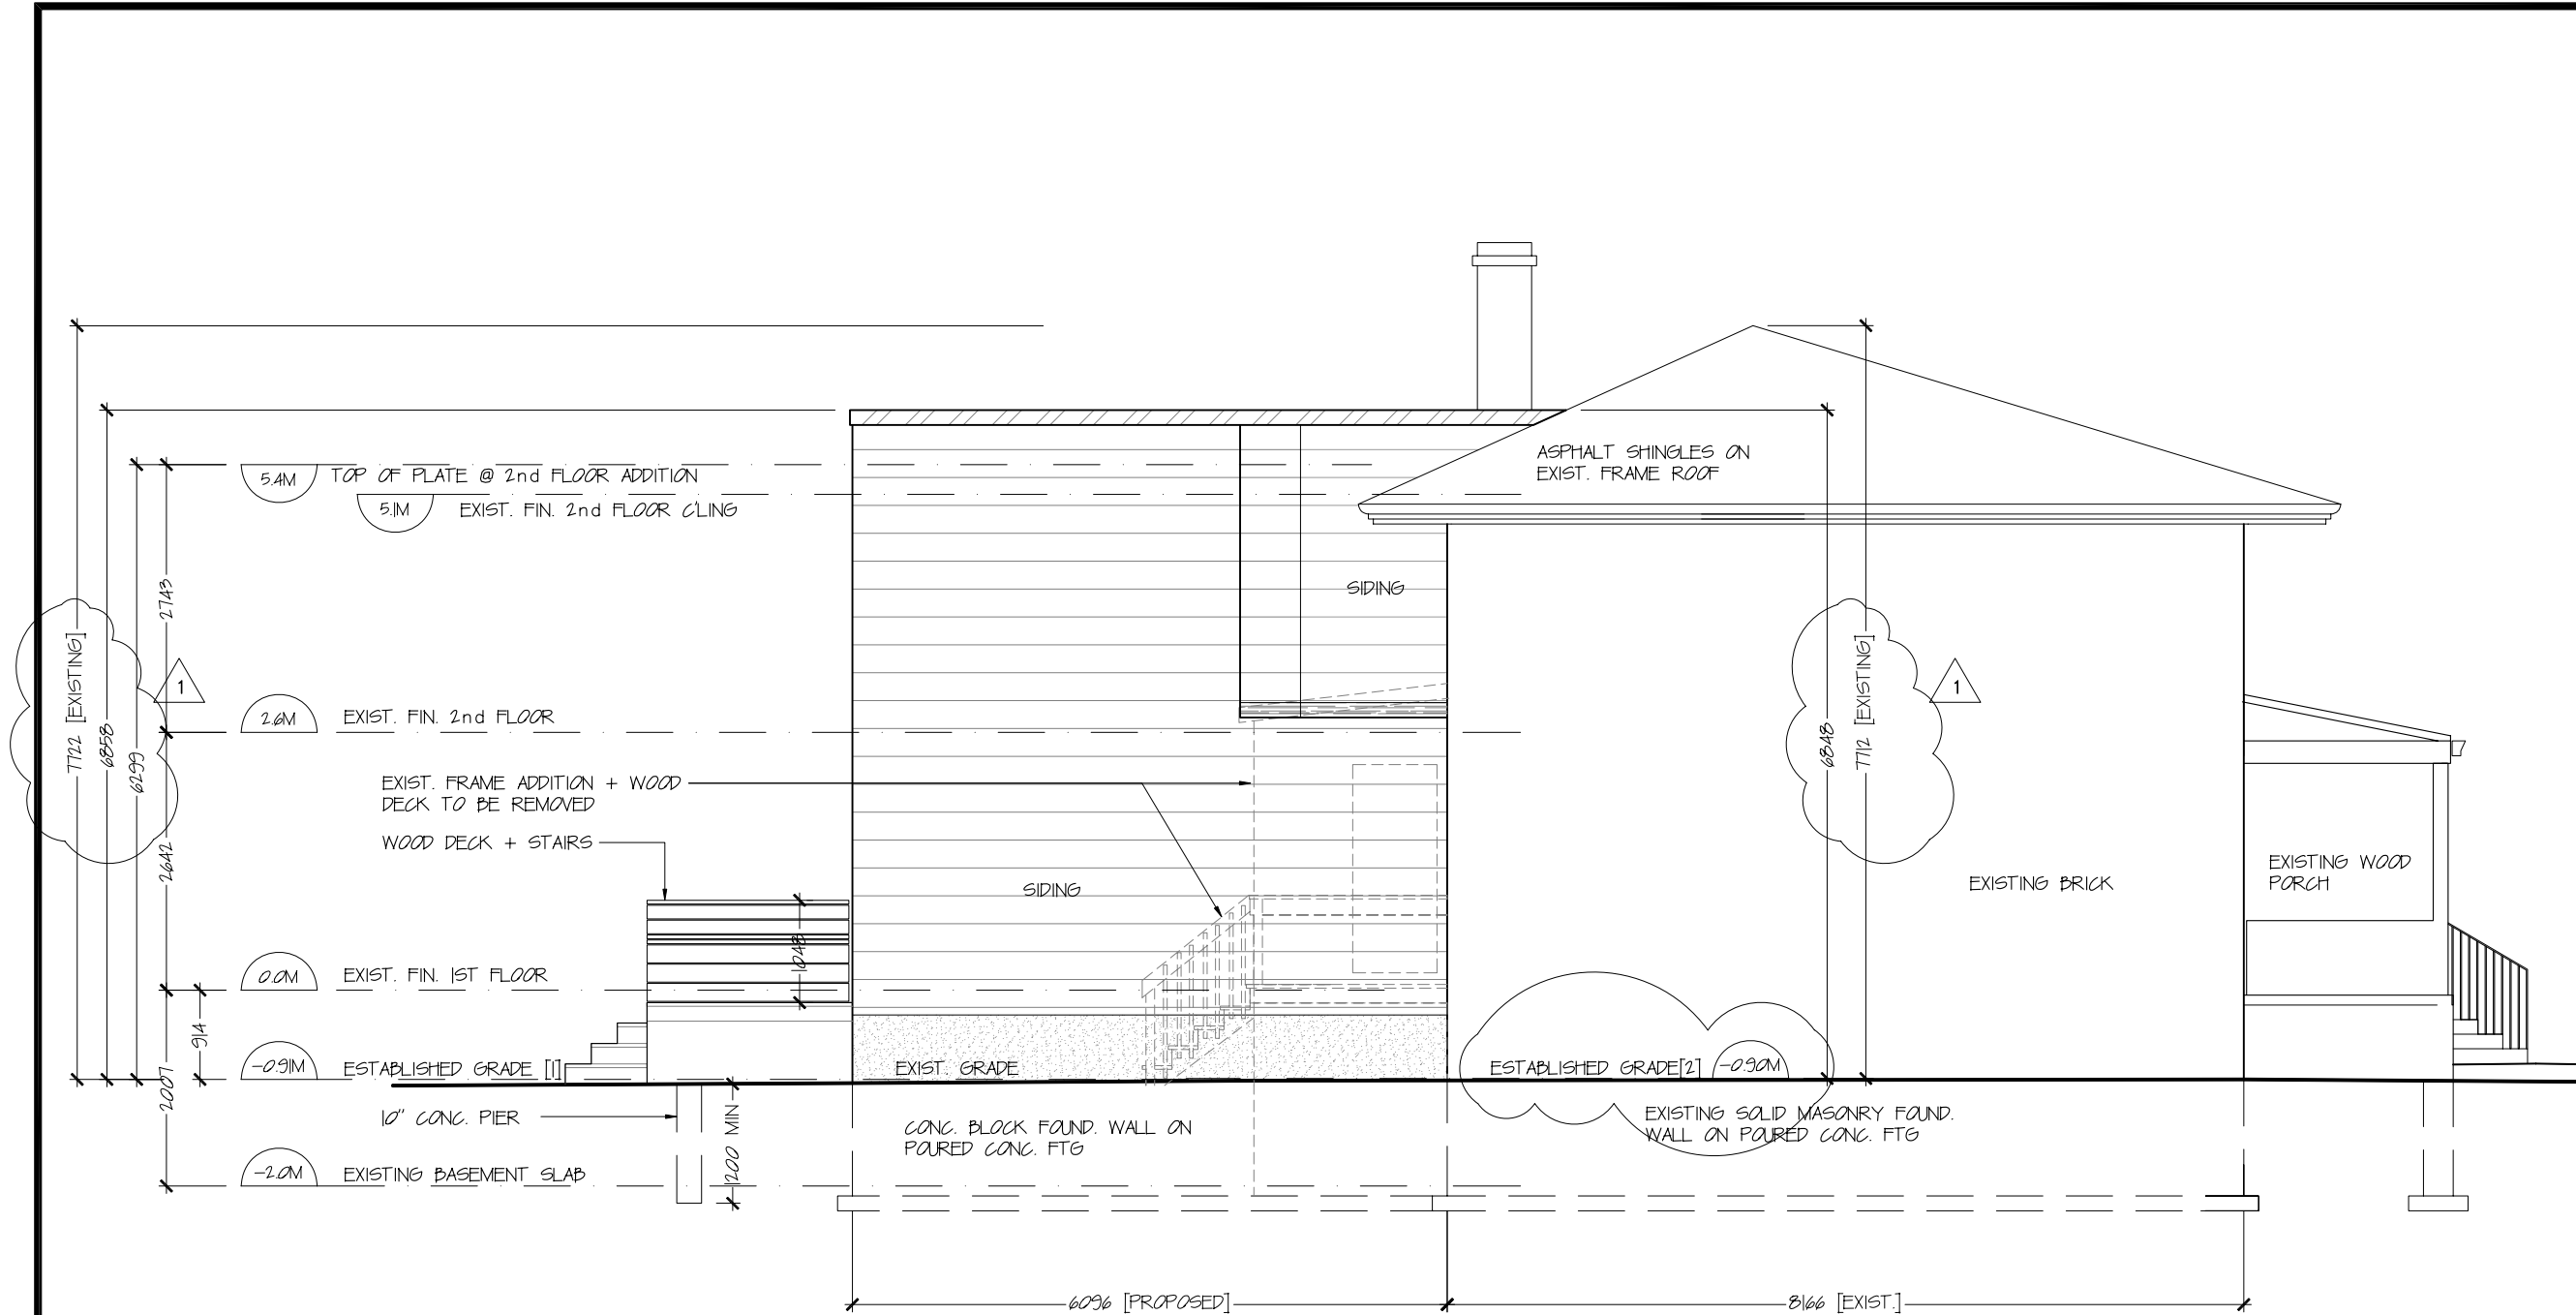 ASPHALT SHINGLES ON
EXIST. FRAME ROOF
5.4M TOP OF PLATE @ 2nd FLOOR ADDITION
5.1M EXIST. FIN. 2nd FLOOR C'LING
SIDING
2743
7722 [EXISTING]
6858
6299
1
2.6M EXIST. FIN. 2nd FLOOR
6848
7712 [EXISTING]
1
EXIST. FRAME ADDITION + WOOD
DECK TO BE REMOVED
WOOD DECK + STAIRS
2642
SIDING
EXISTING BRICK
EXISTING WOOD
PORCH
1048
0.0M EXIST. FIN. 1ST FLOOR
914
-0.91M ESTABLISHED GRADE [1]
EXIST. GRADE
ESTABLISHED GRADE[2] -0.90M
2007
10" CONC. PIER
1200 MIN
CONC. BLOCK FOUND. WALL ON
POURED CONC. FTG
EXISTING SOLID MASONRY FOUND.
WALL ON POURED CONC. FTG
-2.0M EXISTING BASEMENT SLAB
6096 [PROPOSED]
8166 [EXIST.]